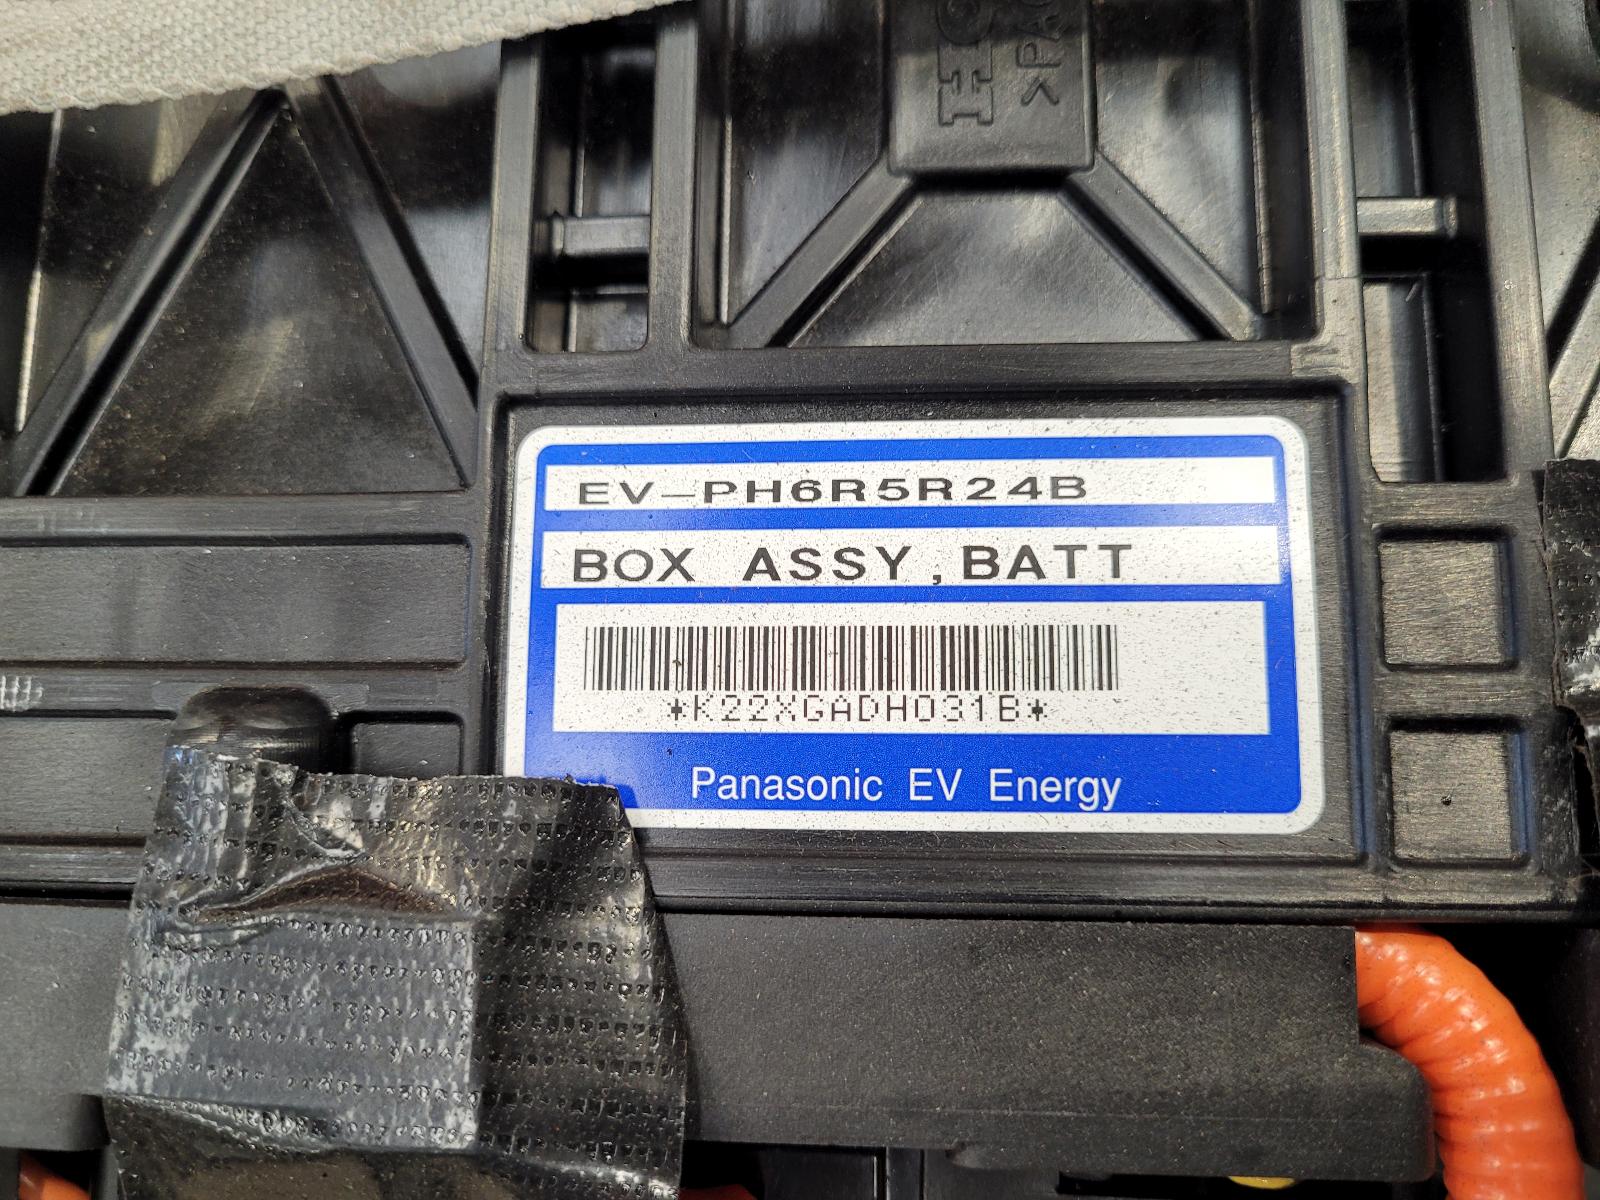 EV-PH6R5R24B
BOX ASSY,BATT
*K22XGADH031B*
Panasonic EV Energy